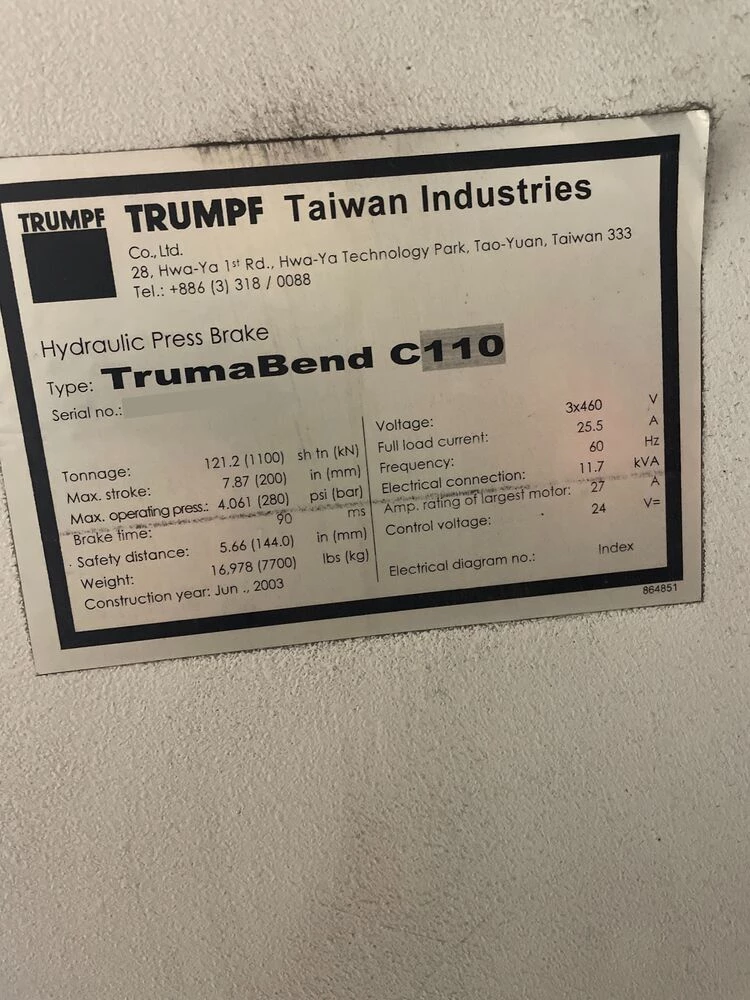 TRUMPF
TRUMPF Taiwan Industries
Co., Ltd.
28, Hwa-Ya 1st Rd., Hwa-Ya Technology Park, Tao-Yuan, Taiwan 333
Tel.: +886 (3) 318 / 0088
Hydraulic Press Brake
Type: TrumaBend C110
Serial no.:
Tonnage: 121.2 (1100) sh tn (kN)
Max. stroke: 7.87 (200) in (mm)
Max. operating press.: 4.061 (280) psi (bar)
Brake time: 90 ms
Safety distance: 5.66 (144.0) in (mm)
Weight: 16,978 (7700) lbs (kg)
Construction year: Jun ., 2003
Voltage: 3x460 V
Full load current: 25.5 A
Frequency: 60 Hz
Electrical connection: 11.7 kVA
Amp. rating of largest motor: 27 A
Control voltage: 24 V=
Electrical diagram no.: Index
864851